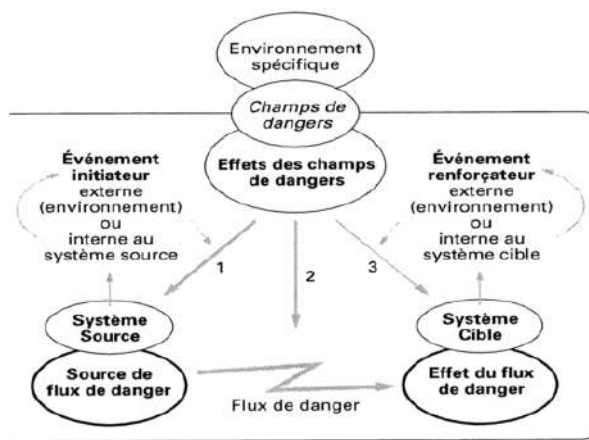 Environnement
spécifique
Champs de
dangers
Effets des champs
de dangers
Événement
initiateur
externe
(environnement)
ou
interne au
système source
Événement
renforçateur
externe
(environnement)
ou
interne au
système cible
1
2
3
Système
Source
Source de
flux de danger
Flux de danger
Système
Cible
Effet du flux
de danger